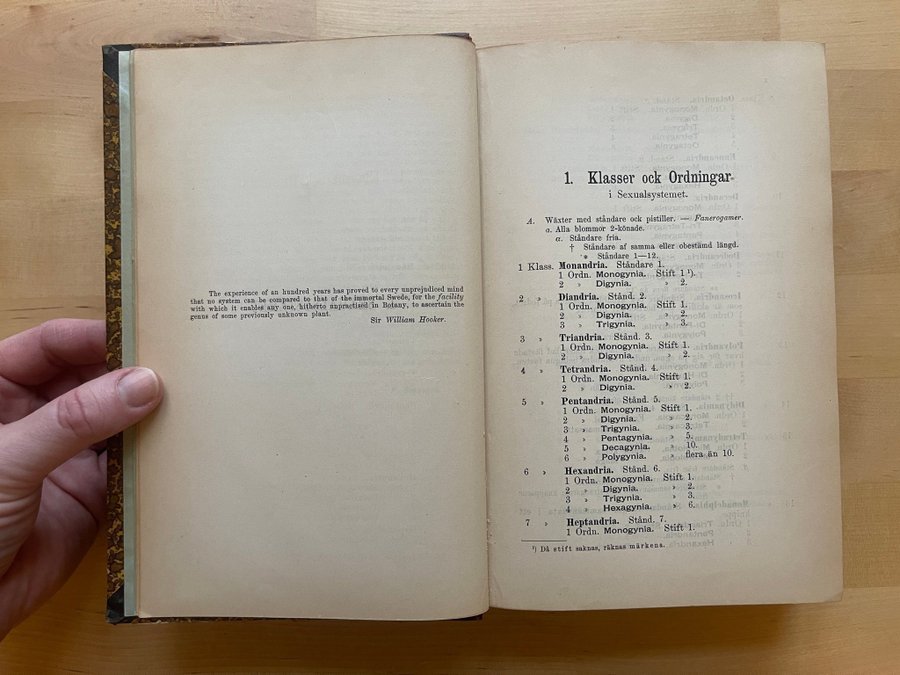 The experience of an hundred years has proved to every unprejudiced mind
that no system can be compared to that of the immortal Swede, for the facility
with which it enables any one, hitherto unpractised in Botany, to ascertain the
genus of some previously unknown plant.
Sir William Hooker.
1. Klasser ock Ordningar
i Sexualsystemet.
A. Wäxter med ståndare ock pistiller. — Fanerogamer.
a. Alla blommor 2-könade.
α. Ståndare fria.
† Ståndare af samma eller obestämd längd.
* Ståndare 1—12.
1 Klass. Monandria. Ståndare 1.
1 Ordn. Monogynia. Stift 1 ¹).
2 » Digynia. » 2.
2 » Diandria. Stånd. 2.
1 Ordn. Monogynia. Stift 1.
2 » Digynia. » 2.
3 » Trigynia. » 3.
3 » Triandria. Stånd. 3.
1 Ordn. Monogynia. Stift 1.
2 » Digynia. » 2.
4 » Tetrandria. Stånd. 4.
1 Ordn. Monogynia. Stift 1.
2 » Digynia. » 2.
5 » Pentandria. Stånd. 5.
1 Ordn. Monogynia. Stift 1.
2 » Digynia. » 2.
3 » Trigynia. » 3.
4 » Pentagynia. » 5.
5 » Decagynia. » 10.
6 » Polygynia. » flera än 10.
6 » Hexandria. Stånd. 6.
1 Ordn. Monogynia. Stift 1.
2 » Digynia. » 2.
3 » Trigynia. » 3.
4 » Hexagynia. » 6.
7 » Heptandria. Stånd. 7.
1 Ordn. Monogynia. Stift 1.
¹) Då stift saknas, räknas märkena.